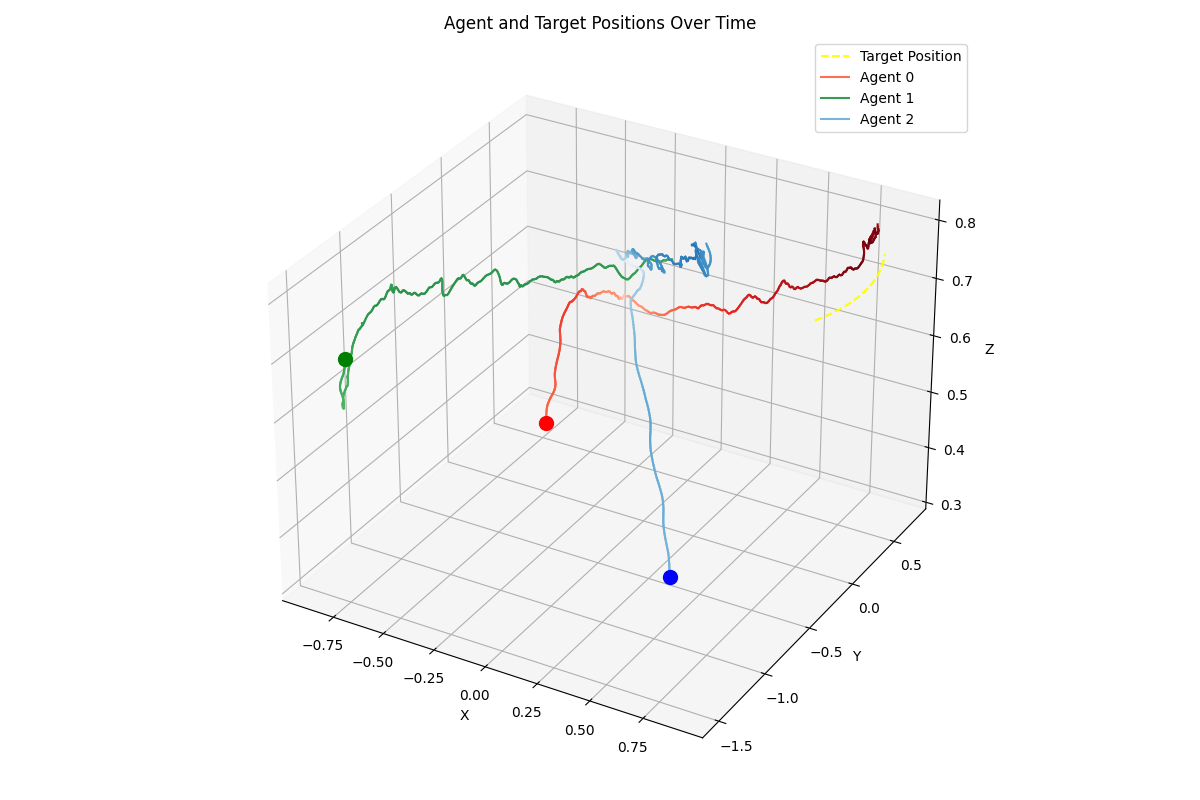 Agent and Target Positions Over Time
Target Position
Agent 0
Agent 1
Agent 2
0.8
0.7
0.6
Z
0.5
0.4
0.3
0.5
0.0
−0.5
Y
−1.0
−1.5
−0.75
−0.50
−0.25
0.00
X
0.25
0.50
0.75